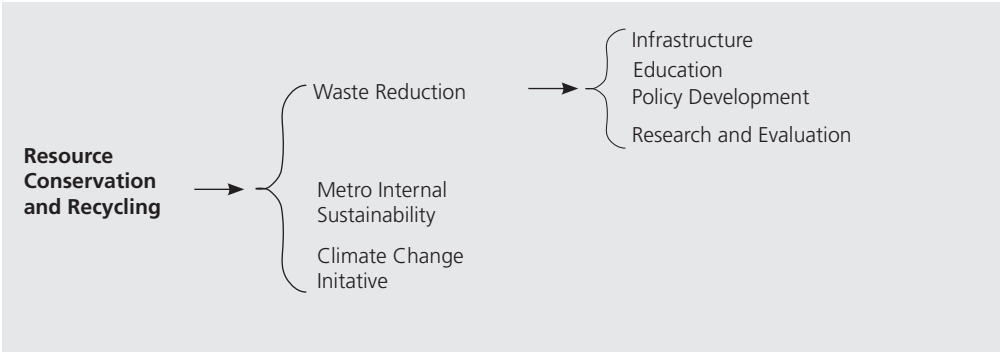 Resource
Conservation
and Recycling
Waste Reduction
Metro Internal
Sustainability
Climate Change
Initative
Infrastructure
Education
Policy Development
Research and Evaluation